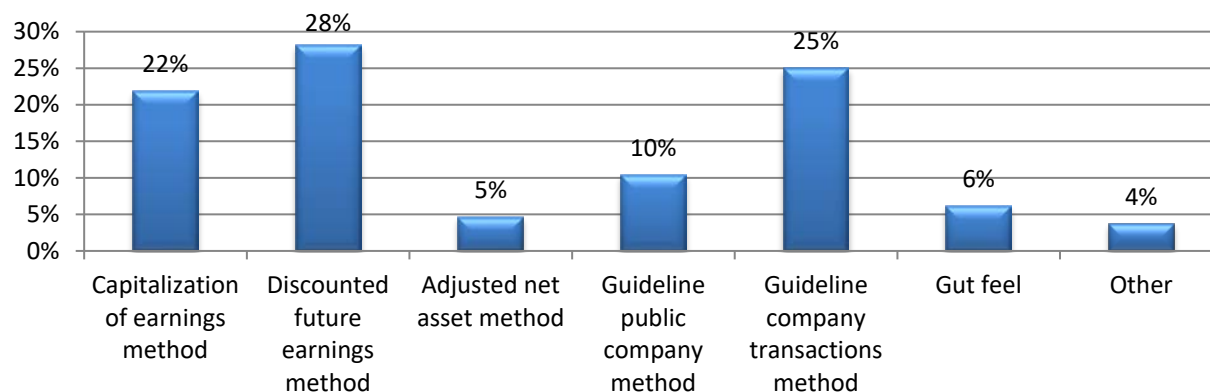 30%
25%
20%
15%
10%
5%
0%
22%
28%
5%
10%
25%
6%
4%
Capitalization
of earnings
method
Discounted
future
earnings
method
Adjusted net
asset method
Guideline
public
company
method
Guideline
company
transactions
method
Gut feel
Other